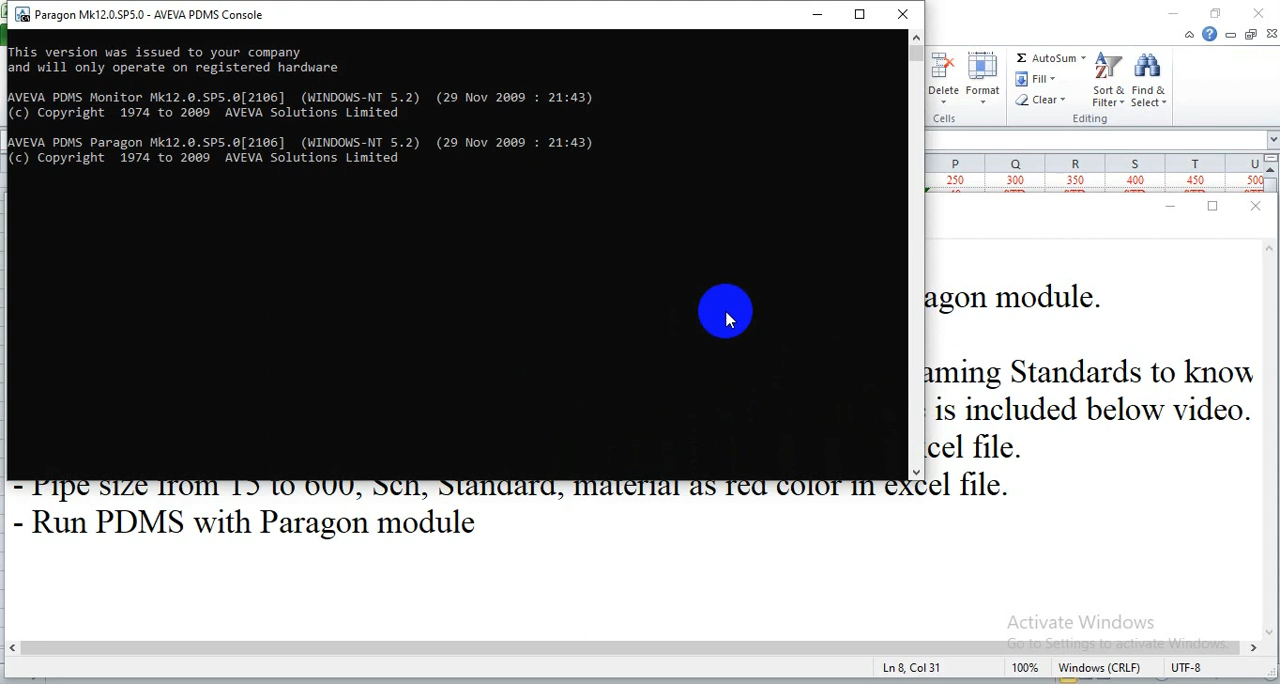 Paragon Mk12.0.SP5.0 - AVEVA PDMS Console
This version was issued to your company
and will only operate on registered hardware
AVEVA PDMS Monitor Mk12.0.SP5.0[2106]  (WINDOWS-NT 5.2)  (29 Nov 2009 : 21:43)
(c) Copyright  1974 to 2009  AVEVA Solutions Limited
AVEVA PDMS Paragon Mk12.0.SP5.0[2106]  (WINDOWS-NT 5.2)  (29 Nov 2009 : 21:43)
(c) Copyright  1974 to 2009  AVEVA Solutions Limited
Σ AutoSum
Fill
Clear
Delete Format
Sort & Find &
Filter Select
Cells
Editing
P Q R S T U
250 300 350 400 450 500
agon module.
aming Standards to know
is included below video.
cel file.
- Pipe size from 15 to 600, Sch, Standard, material as red color in excel file.
- Run PDMS with Paragon module
Activate Windows
Go to Settings to activate Windows.
Ln 8, Col 31
100%
Windows (CRLF)
UTF-8